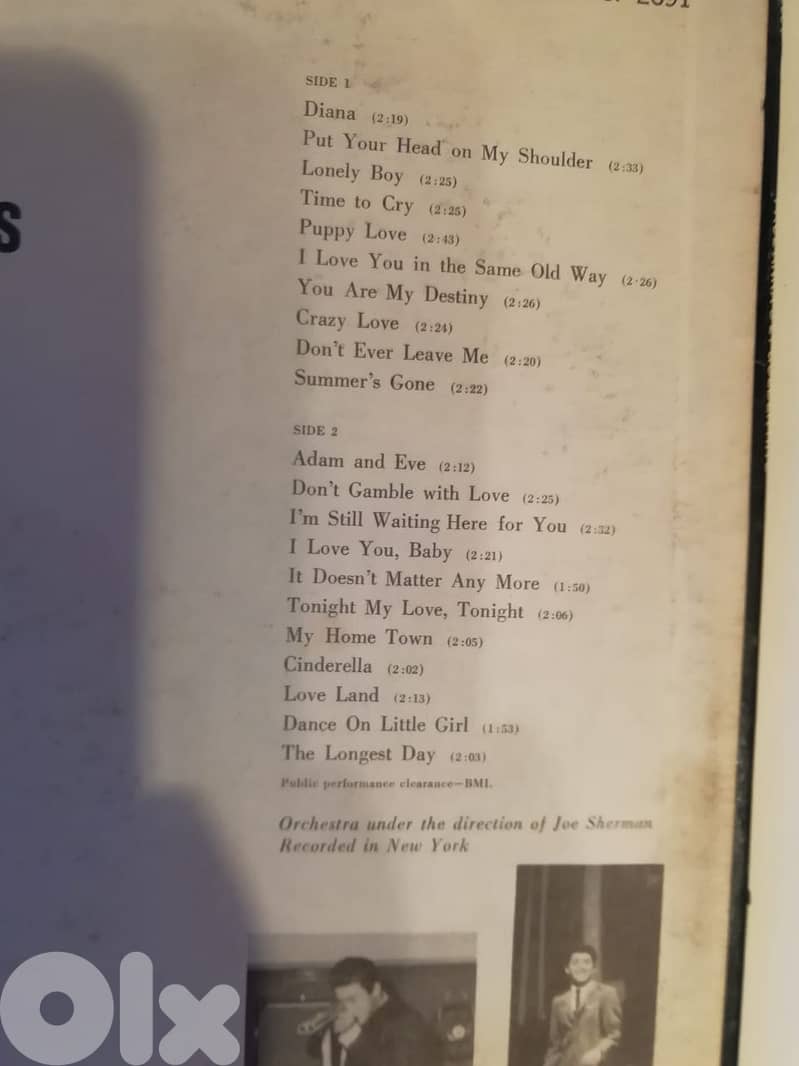 2691
S
SIDE 1
Diana (2:19)
Put Your Head on My Shoulder (2:33)
Lonely Boy (2:25)
Time to Cry (2:25)
Puppy Love (2:43)
I Love You in the Same Old Way (2:26)
You Are My Destiny (2:26)
Crazy Love (2:24)
Don't Ever Leave Me (2:20)
Summer's Gone (2:22)
SIDE 2
Adam and Eve (2:12)
Don't Gamble with Love (2:25)
I'm Still Waiting Here for You (2:32)
I Love You, Baby (2:21)
It Doesn't Matter Any More (1:50)
Tonight My Love, Tonight (2:06)
My Home Town (2:05)
Cinderella (2:02)
Love Land (2:13)
Dance On Little Girl (1:53)
The Longest Day (2:03)
Public performance clearance—BMI.
Orchestra under the direction of Joe Sherman
Recorded in New York
Olx